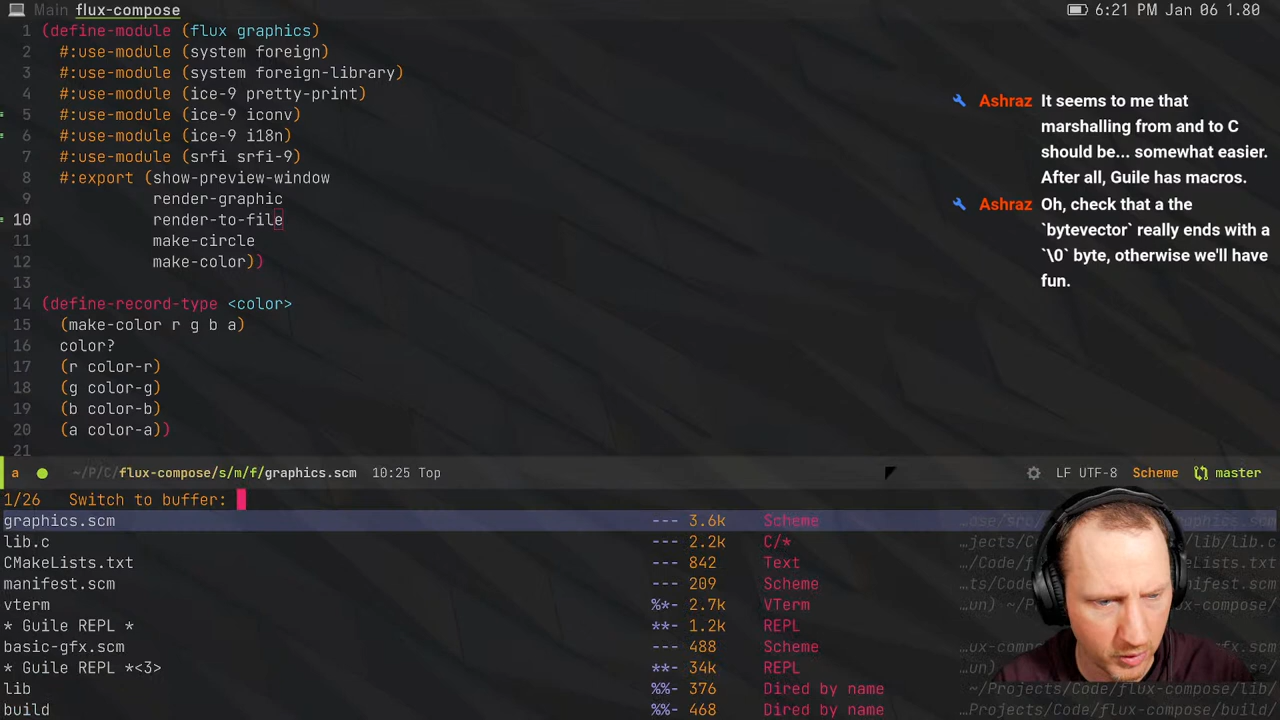 Main flux-compose
6:21 PM Jan 06 1.80
1 (define-module (flux graphics)
2 #:use-module (system foreign)
3 #:use-module (system foreign-library)
4 #:use-module (ice-9 pretty-print)
5 #:use-module (ice-9 iconv)
6 #:use-module (ice-9 i18n)
7 #:use-module (srfi srfi-9)
8 #:export (show-preview-window
9 render-graphic
10 render-to-file
11 make-circle
12 make-color))
13
14 (define-record-type <color>
15 (make-color r g b a)
16 color?
17 (r color-r)
18 (g color-g)
19 (b color-b)
20 (a color-a))
21
Ashraz It seems to me that
marshalling from and to C
should be... somewhat easier.
After all, Guile has macros.
Ashraz Oh, check that a the
`bytevector` really ends with a
`\0` byte, otherwise we'll have
fun.
a ~/P/C/flux-compose/s/m/f/graphics.scm 10:25 Top LF UTF-8 Scheme master
1/26 Switch to buffer:
graphics.scm --- 3.6k Scheme
lib.c --- 2.2k C/* …jects/Code/flux-compose/lib/lib.c
CMakeLists.txt --- 842 Text
manifest.scm --- 209 Scheme
vterm %*- 2.7k VTerm
* Guile REPL * **- 1.2k REPL
basic-gfx.scm --- 488 Scheme
* Guile REPL *<3> **- 34k REPL
lib %%- 376 Dired by name ~/Projects/Code/flux-compose/lib/
build %%- 468 Dired by name …Projects/Code/flux-compose/build/